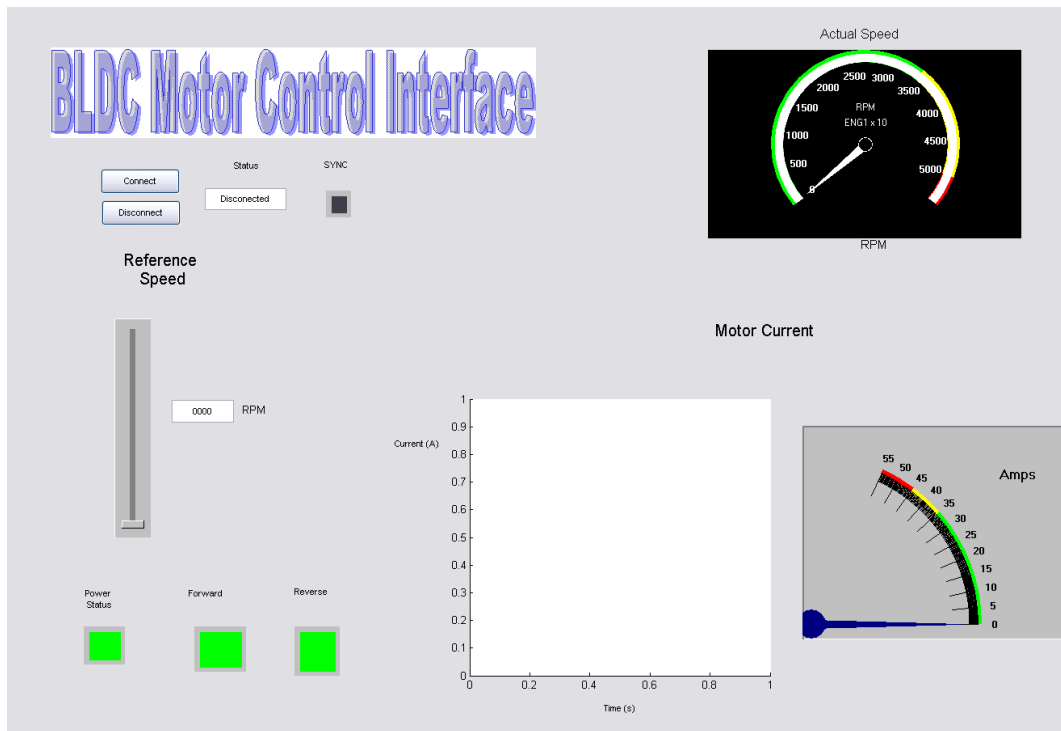 BLDC Motor Control Interface
Actual Speed
2500 3000
2000 3500
1500 4000
1000 4500
500 5000
0
RPM
ENG1 x 10
RPM
Connect
Disconnect
Status
Disconected
SYNC
Reference
Speed
0000 RPM
Motor Current
Current (A)
1
0.9
0.8
0.7
0.6
0.5
0.4
0.3
0.2
0.1
0
0 0.2 0.4 0.6 0.8 1
Time (s)
Amps
55
50
45
40
35
30
25
20
15
10
5
0
Power
Status
Forward
Reverse